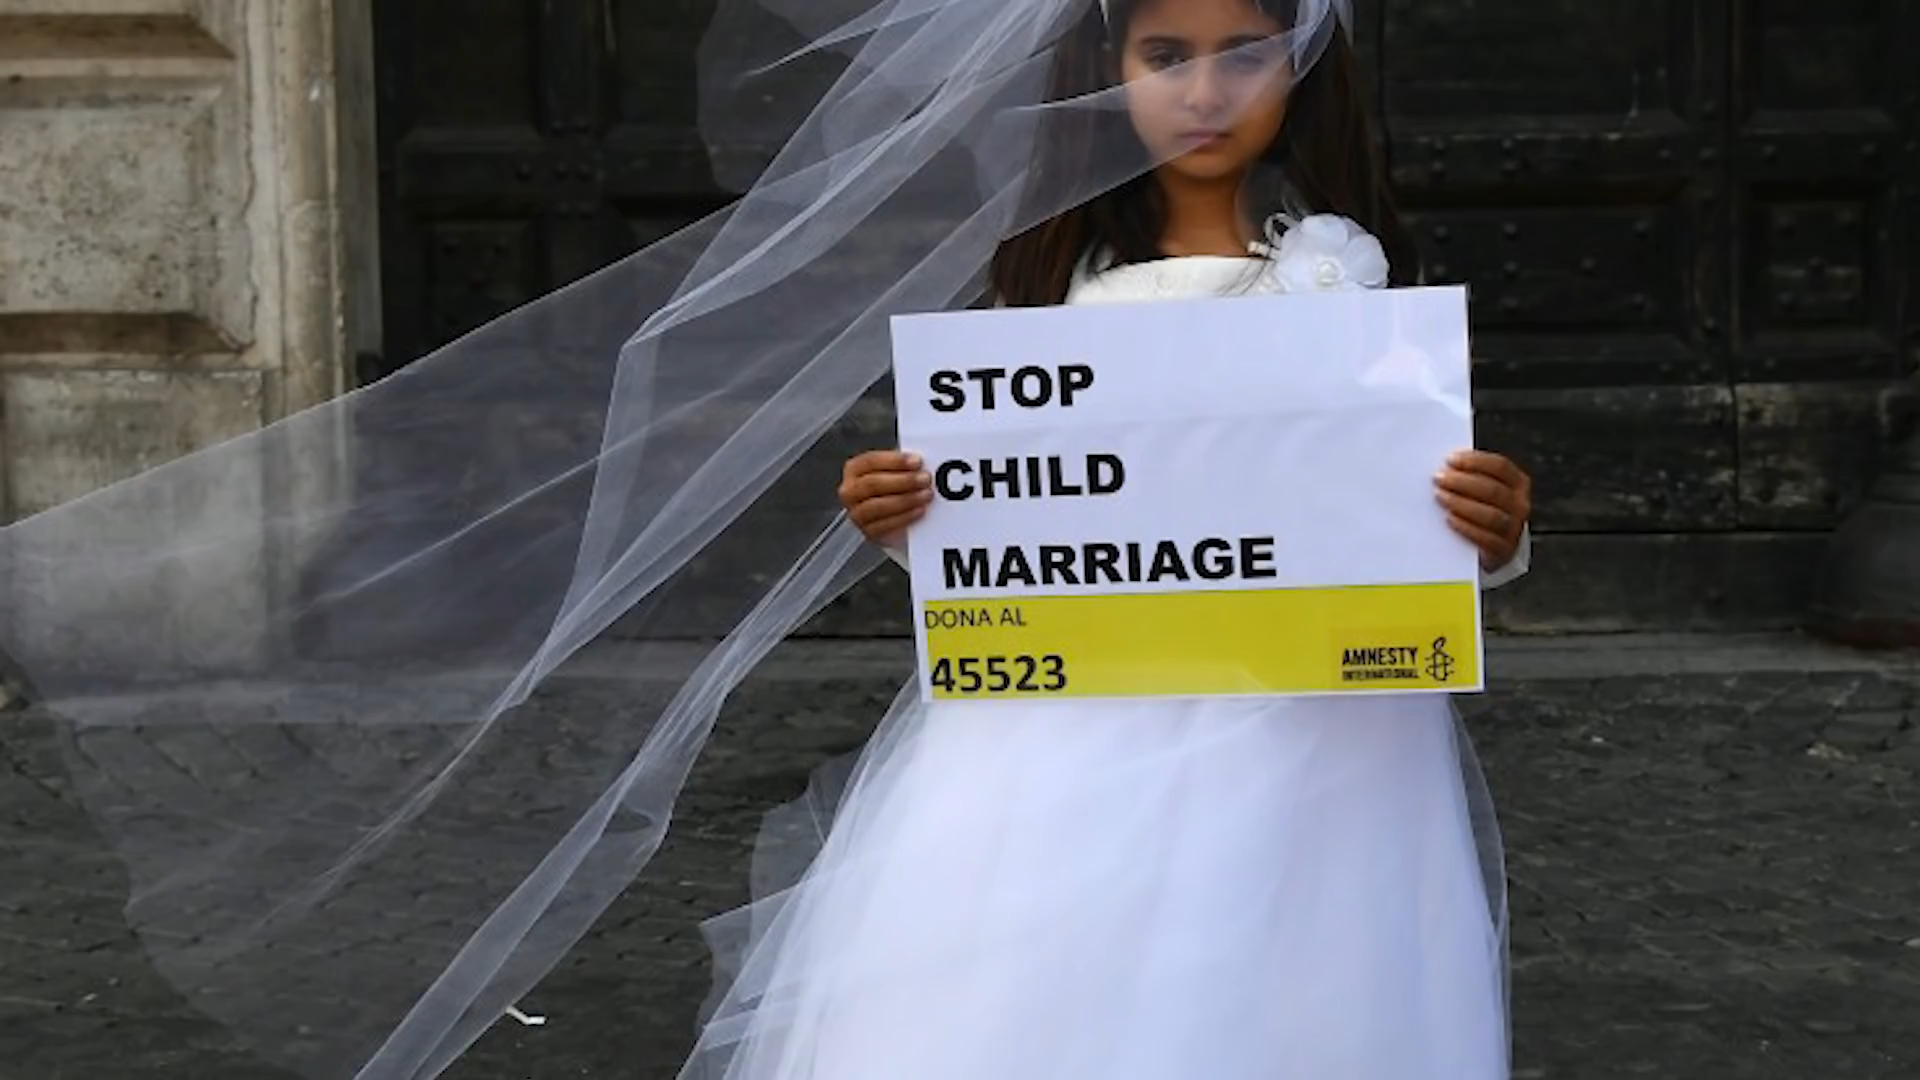 STOP
CHILD
MARRIAGE
DONA AL
45523
AMNESTY
INTERNATIONAL